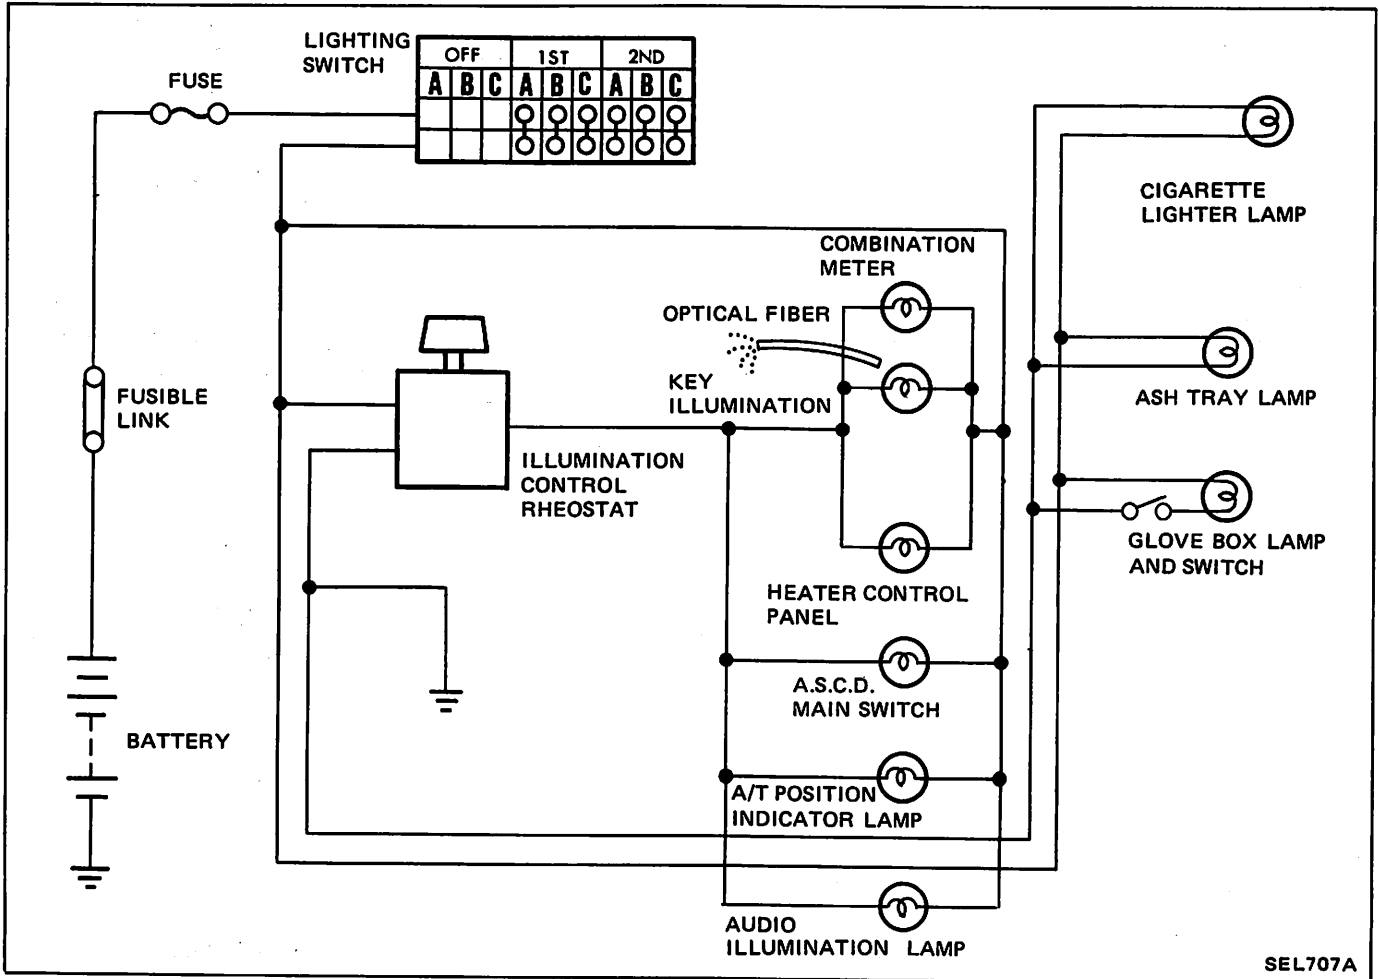 LIGHTING
SWITCH
OFF 1ST 2ND
A B C A B C A B C
FUSE
CIGARETTE
LIGHTER LAMP
COMBINATION
METER
OPTICAL FIBER
KEY
ILLUMINATION
FUSIBLE
LINK
ASH TRAY LAMP
ILLUMINATION
CONTROL
RHEOSTAT
GLOVE BOX LAMP
AND SWITCH
HEATER CONTROL
PANEL
A.S.C.D.
MAIN SWITCH
BATTERY
A/T POSITION
INDICATOR LAMP
AUDIO
ILLUMINATION LAMP
SEL707A